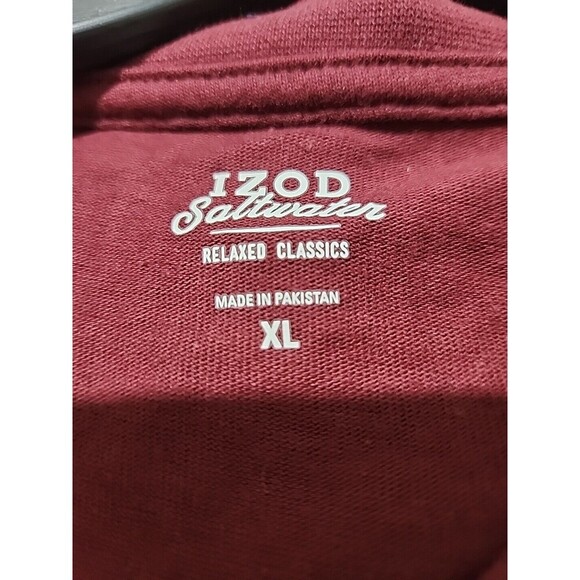 IZOD
Saltwater
RELAXED CLASSICS
MADE IN PAKISTAN
XL